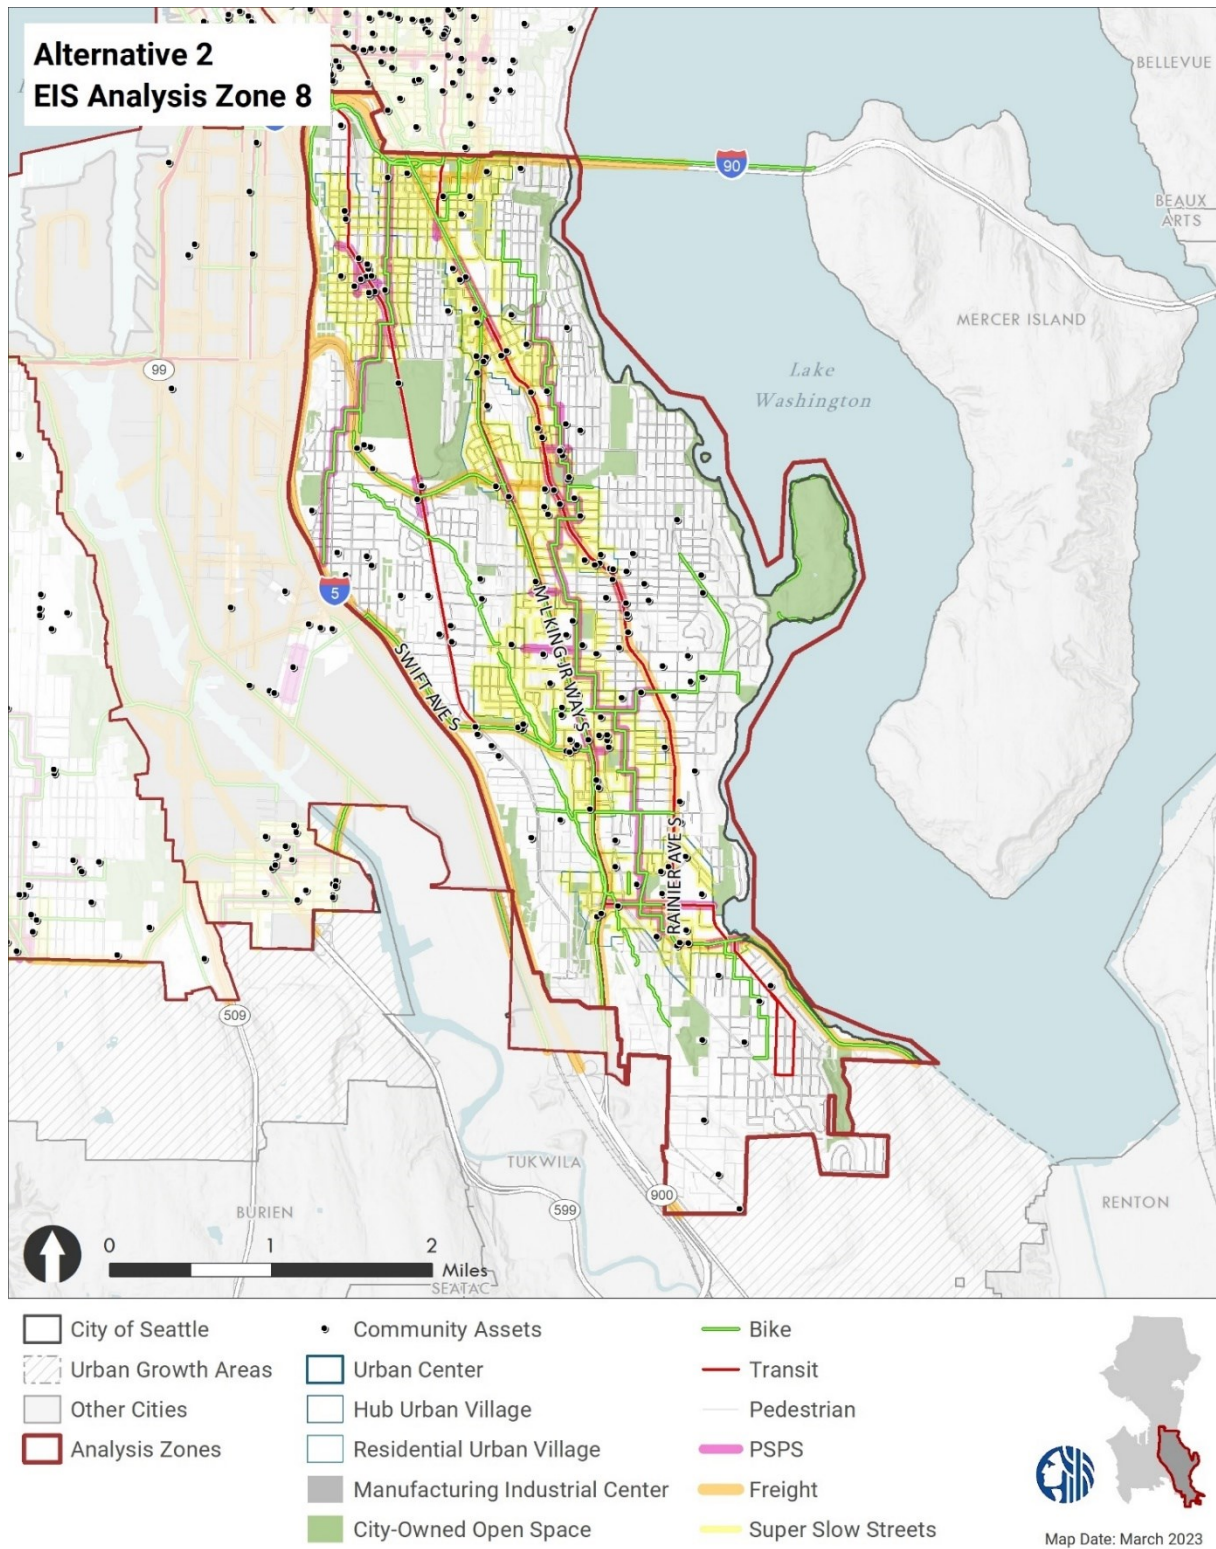 Alternative 2
EIS Analysis Zone 8
BELLEVUE
90
BEAUX
ARTS
MERCER ISLAND
99
Lake
Washington
5
M L KING JR WAY S
SWIFT AVE S
RAINIER AVE S
509
TUKWILA
900
599
BURIEN
RENTON
0 1 2
Miles
SEATAC
City of Seattle
Urban Growth Areas
Other Cities
Analysis Zones
Community Assets
Urban Center
Hub Urban Village
Residential Urban Village
Manufacturing Industrial Center
City-Owned Open Space
Bike
Transit
Pedestrian
PSPS
Freight
Super Slow Streets
Map Date: March 2023